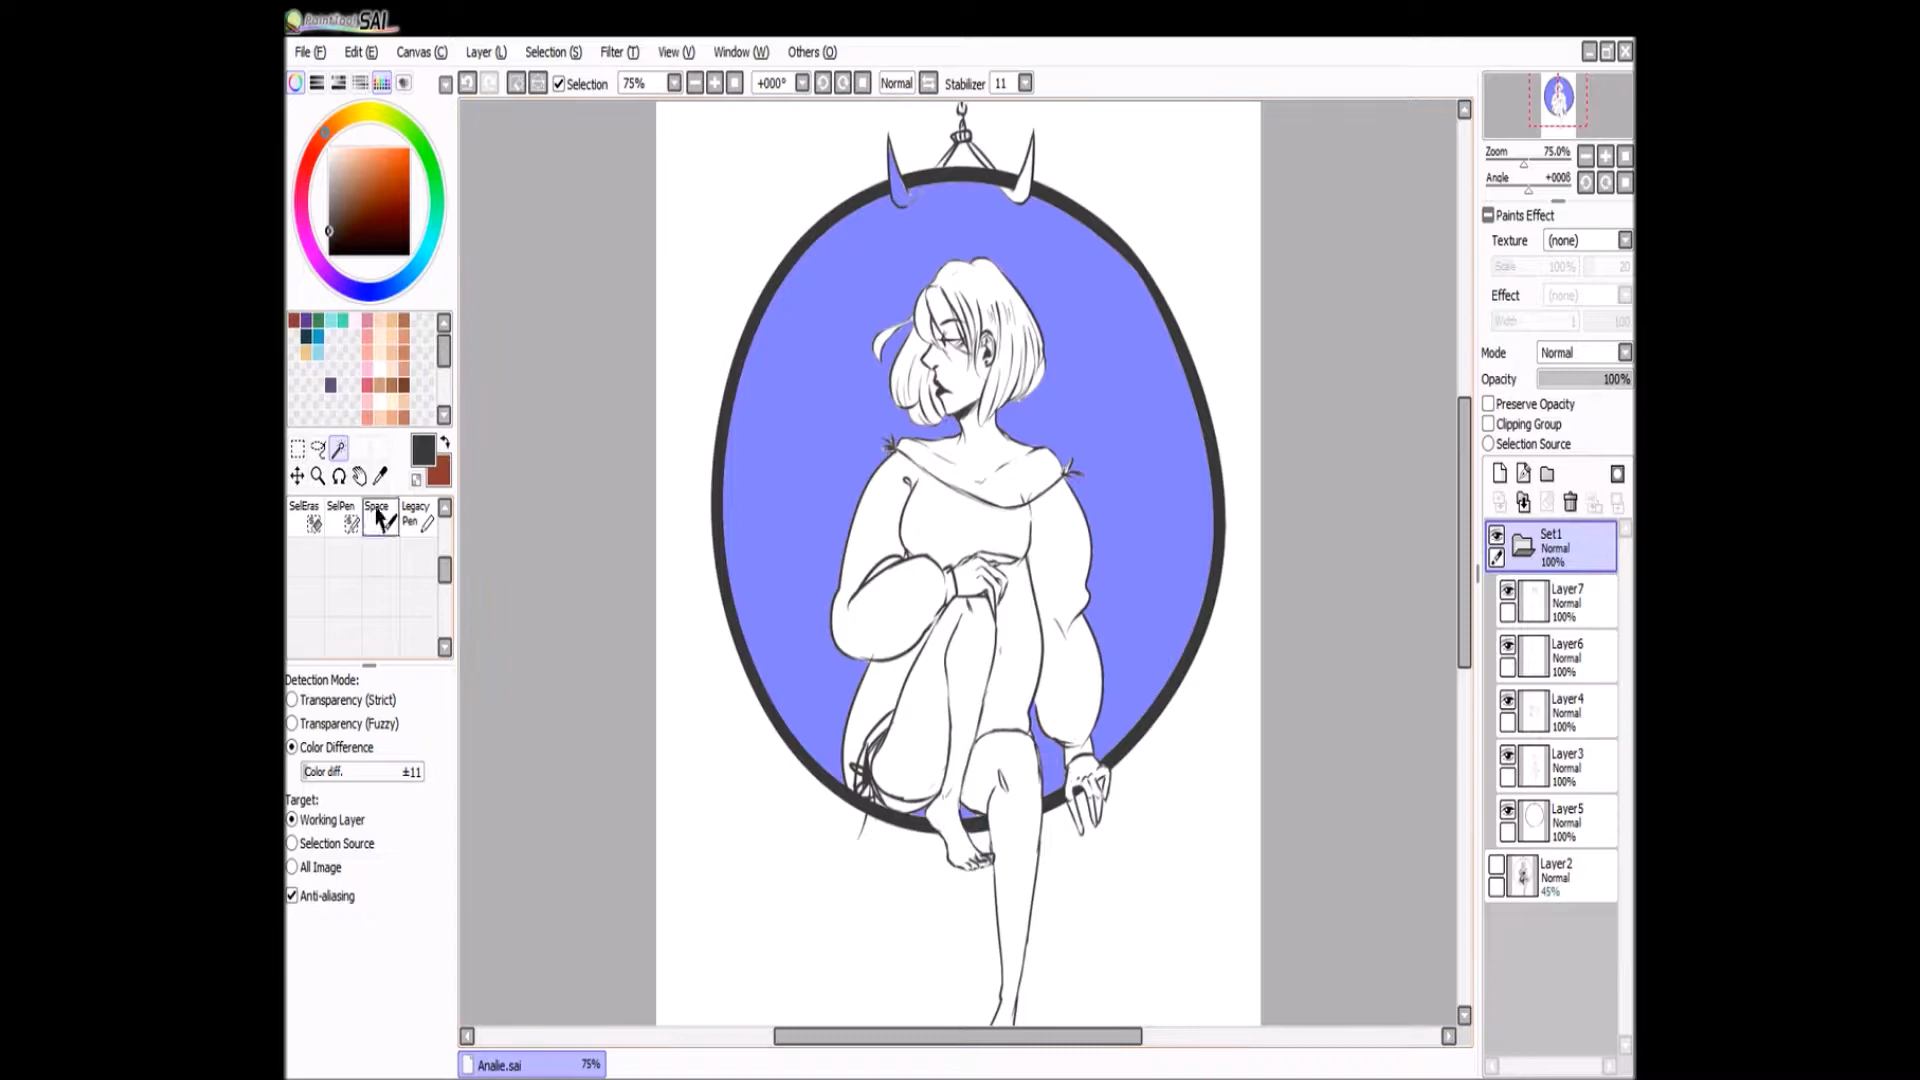 PaintTool SAI
File (F) Edit (E) Canvas (C) Layer (L) Selection (S) Filter (T) View (V) Window (W) Others (O)
Selection 75% +000° Normal Stabilizer 11
Zoom 75.0%
Angle +0008
Paints Effect
Texture (none)
Scale 100% 20
Effect (none)
Width 1 100
Mode Normal
Opacity 100%
Preserve Opacity
Clipping Group
Selection Source
SelEras SelPen Space Legacy
Pen
Set1
Normal
100%
Layer7
Normal
100%
Layer6
Normal
100%
Layer4
Normal
100%
Layer3
Normal
100%
Layer5
Normal
100%
Layer2
Normal
45%
Detection Mode:
Transparency (Strict)
Transparency (Fuzzy)
Color Difference
Color diff. ±11
Target:
Working Layer
Selection Source
All Image
Anti-aliasing
Analie.sai 75%